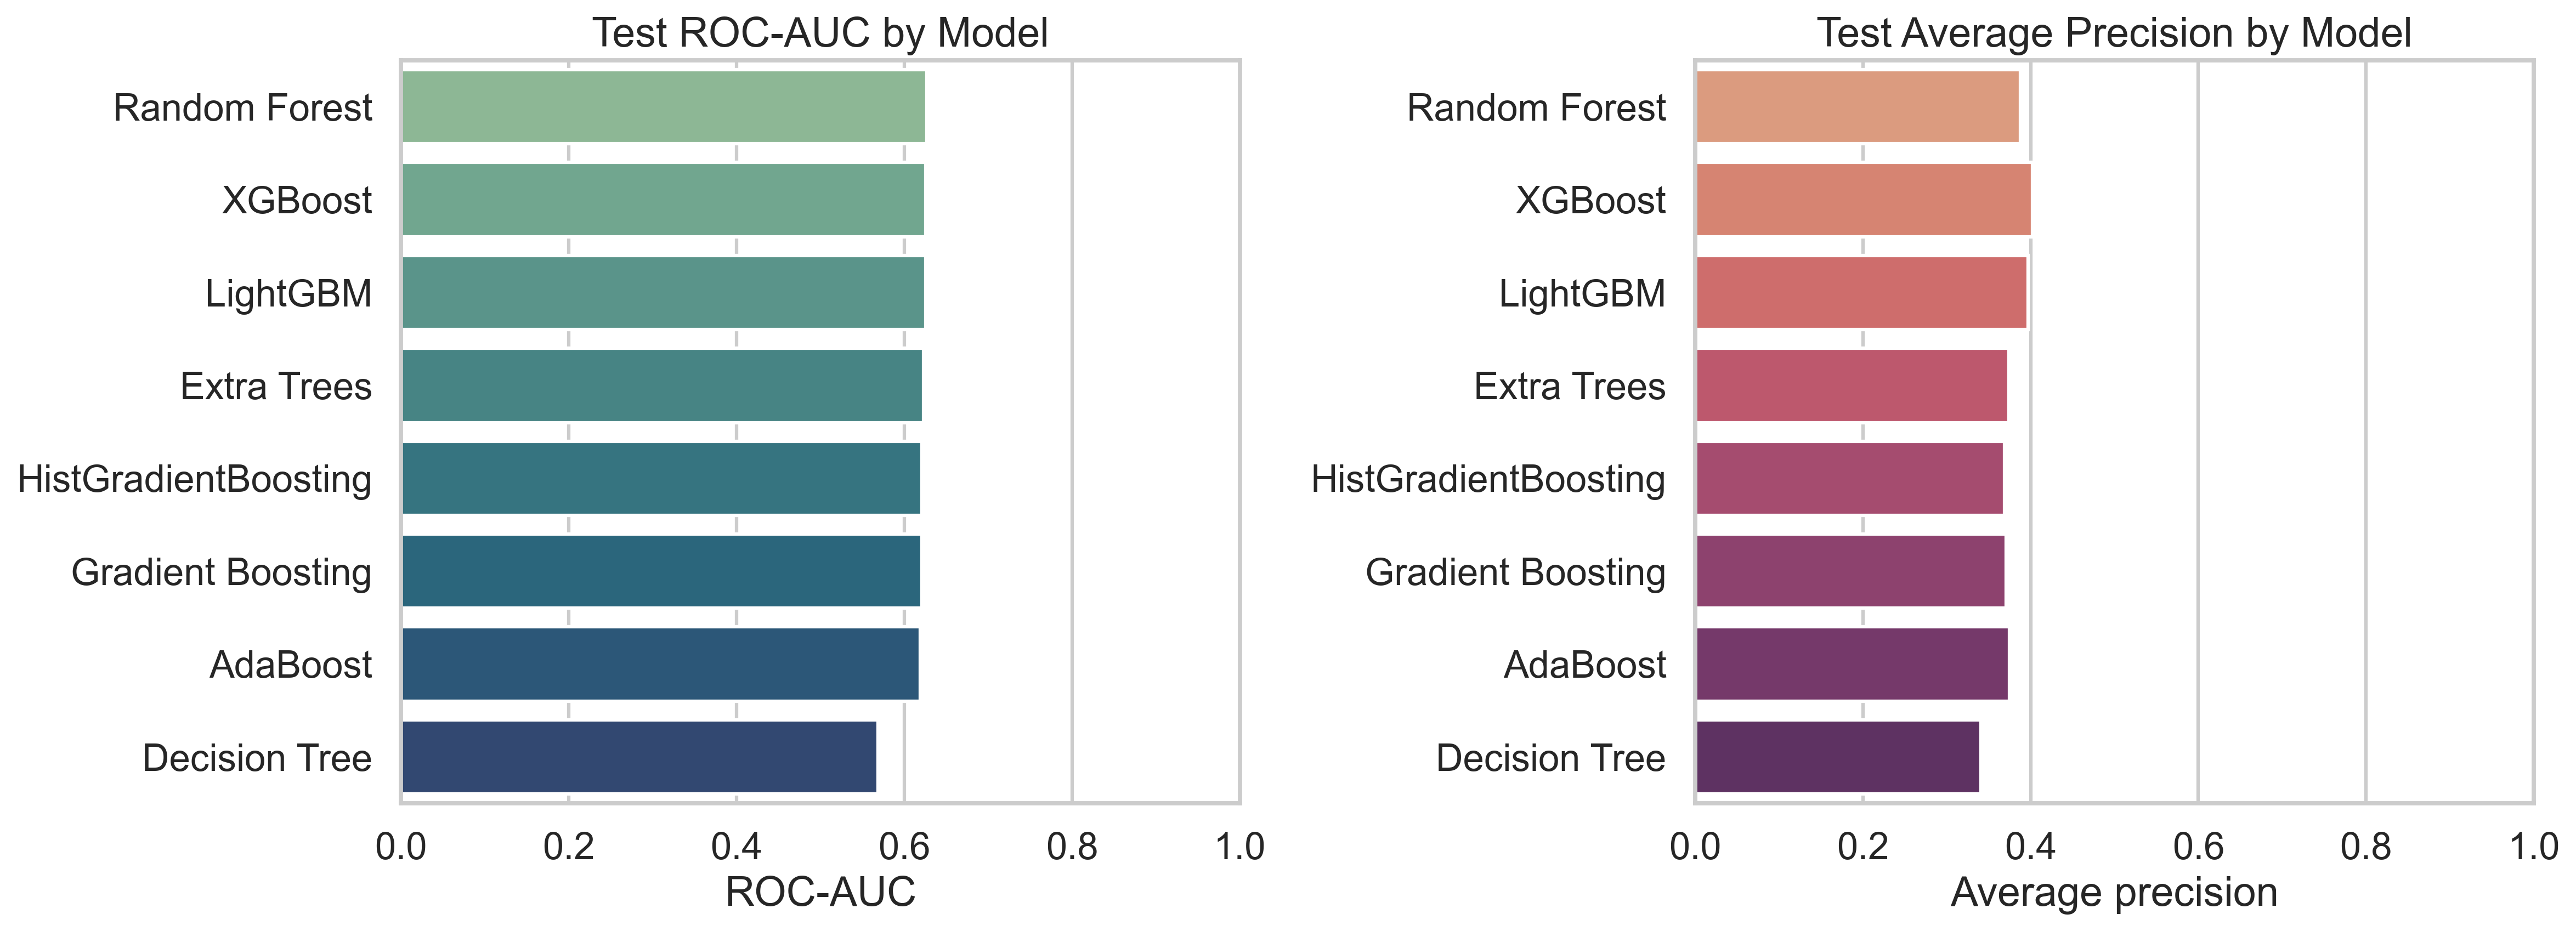 Test ROC-AUC by Model
Random Forest
XGBoost
LightGBM
Extra Trees
HistGradientBoosting
Gradient Boosting
AdaBoost
Decision Tree
0.0 0.2 0.4 0.6 0.8 1.0
ROC-AUC
Test Average Precision by Model
Random Forest
XGBoost
LightGBM
Extra Trees
HistGradientBoosting
Gradient Boosting
AdaBoost
Decision Tree
0.0 0.2 0.4 0.6 0.8 1.0
Average precision